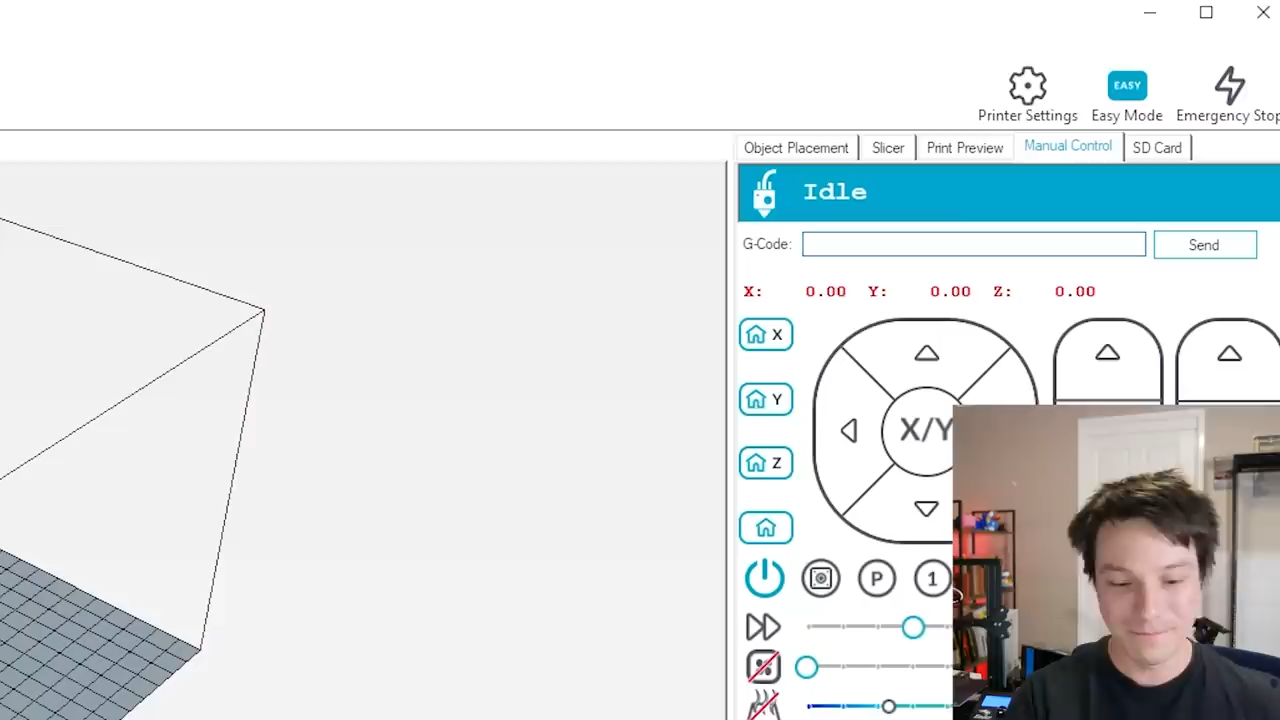 EASY
Printer Settings Easy Mode Emergency Stop
Object Placement Slicer Print Preview Manual Control SD Card
Idle
G-Code: Send
X: 0.00 Y: 0.00 Z: 0.00
X
Y
X/Y
Z
P 1